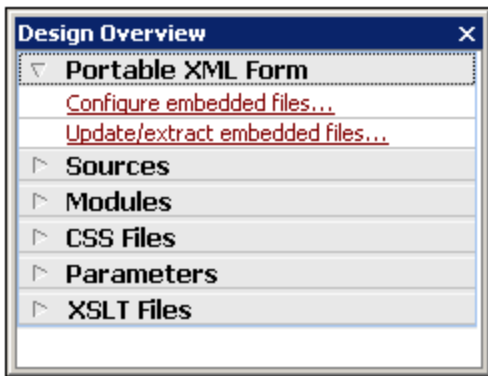 Design Overview
Portable XML Form
Configure embedded files...
Update/extract embedded files...
Sources
Modules
CSS Files
Parameters
XSLT Files